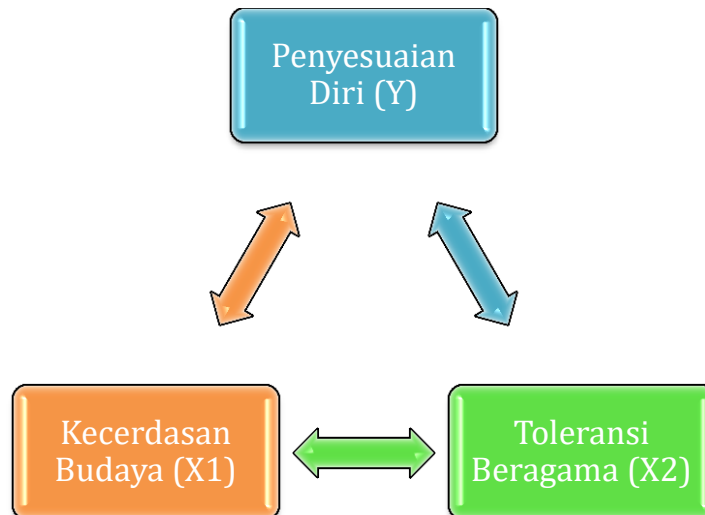 Penyesuaian
Diri (Y)
Kecerdasan
Budaya (X1)
Toleransi
Beragama (X2)